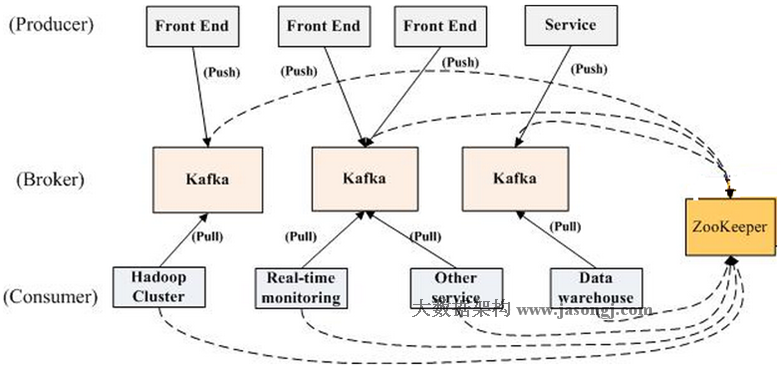 (Producer)
Front End
Front End
Front End
Service
(Push)
(Push)
(Push)
(Push)
(Broker)
Kafka
Kafka
Kafka
ZooKeeper
(Pull)
(Pull)
(Pull)
(Pull)
(Consumer)
Hadoop
Cluster
Real-time
monitoring
Other
service
Data
warehouse
大数据架构 www.jasongj.com